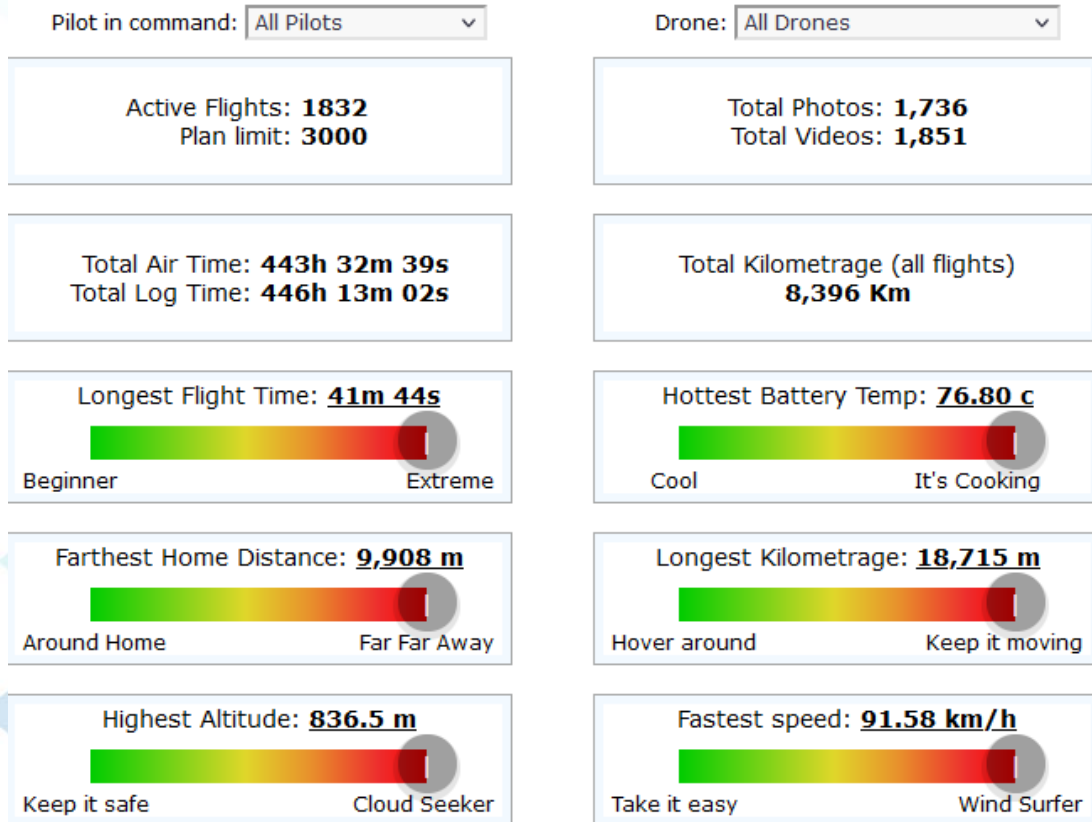 Pilot in command: All Pilots
Drone: All Drones
Active Flights: 1832
Plan limit: 3000
Total Photos: 1,736
Total Videos: 1,851
Total Air Time: 443h 32m 39s
Total Log Time: 446h 13m 02s
Total Kilometrage (all flights)
8,396 Km
Longest Flight Time: 41m 44s
Beginner Extreme
Hottest Battery Temp: 76.80 c
Cool It's Cooking
Farthest Home Distance: 9,908 m
Around Home Far Far Away
Longest Kilometrage: 18,715 m
Hover around Keep it moving
Highest Altitude: 836.5 m
Keep it safe Cloud Seeker
Fastest speed: 91.58 km/h
Take it easy Wind Surfer